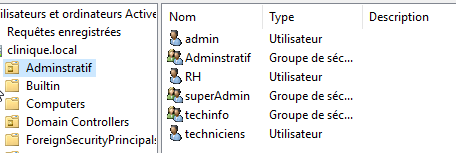 ilisateurs et ordinateurs Active
Requêtes enregistrées
clinique.local
Adminstratif
Builtin
Computers
Domain Controllers
ForeignSecurityPrincipals
Nom Type Description
admin Utilisateur
Adminstratif Groupe de séc...
RH Utilisateur
superAdmin Groupe de séc...
techinfo Groupe de séc...
techniciens Utilisateur